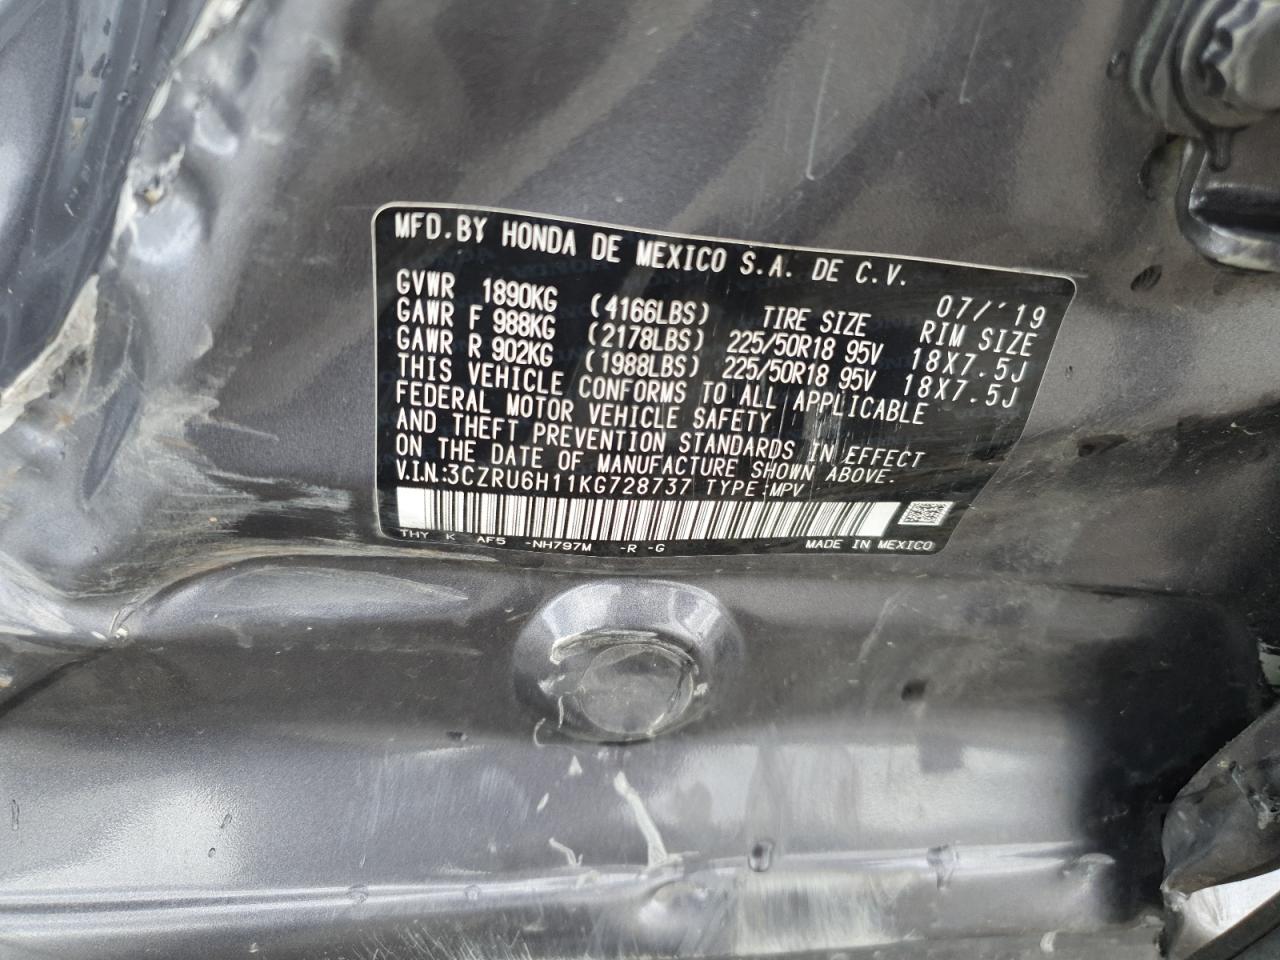 MFD.BY HONDA DE MEXICO S.A. DE C.V.
07/'19
GVWR 1890KG (4166LBS) TIRE SIZE RIM SIZE
GAWR F 988KG (2178LBS) 225/50R18 95V 18X7.5J
GAWR R 902KG (1988LBS) 225/50R18 95V 18X7.5J
THIS VEHICLE CONFORMS TO ALL APPLICABLE
FEDERAL MOTOR VEHICLE SAFETY
AND THEFT PREVENTION STANDARDS IN EFFECT
ON THE DATE OF MANUFACTURE SHOWN ABOVE.
V.I.N.:3CZRU6H11KG728737 TYPE:MPV
THY K AF5 -NH797M -R -G MADE IN MEXICO